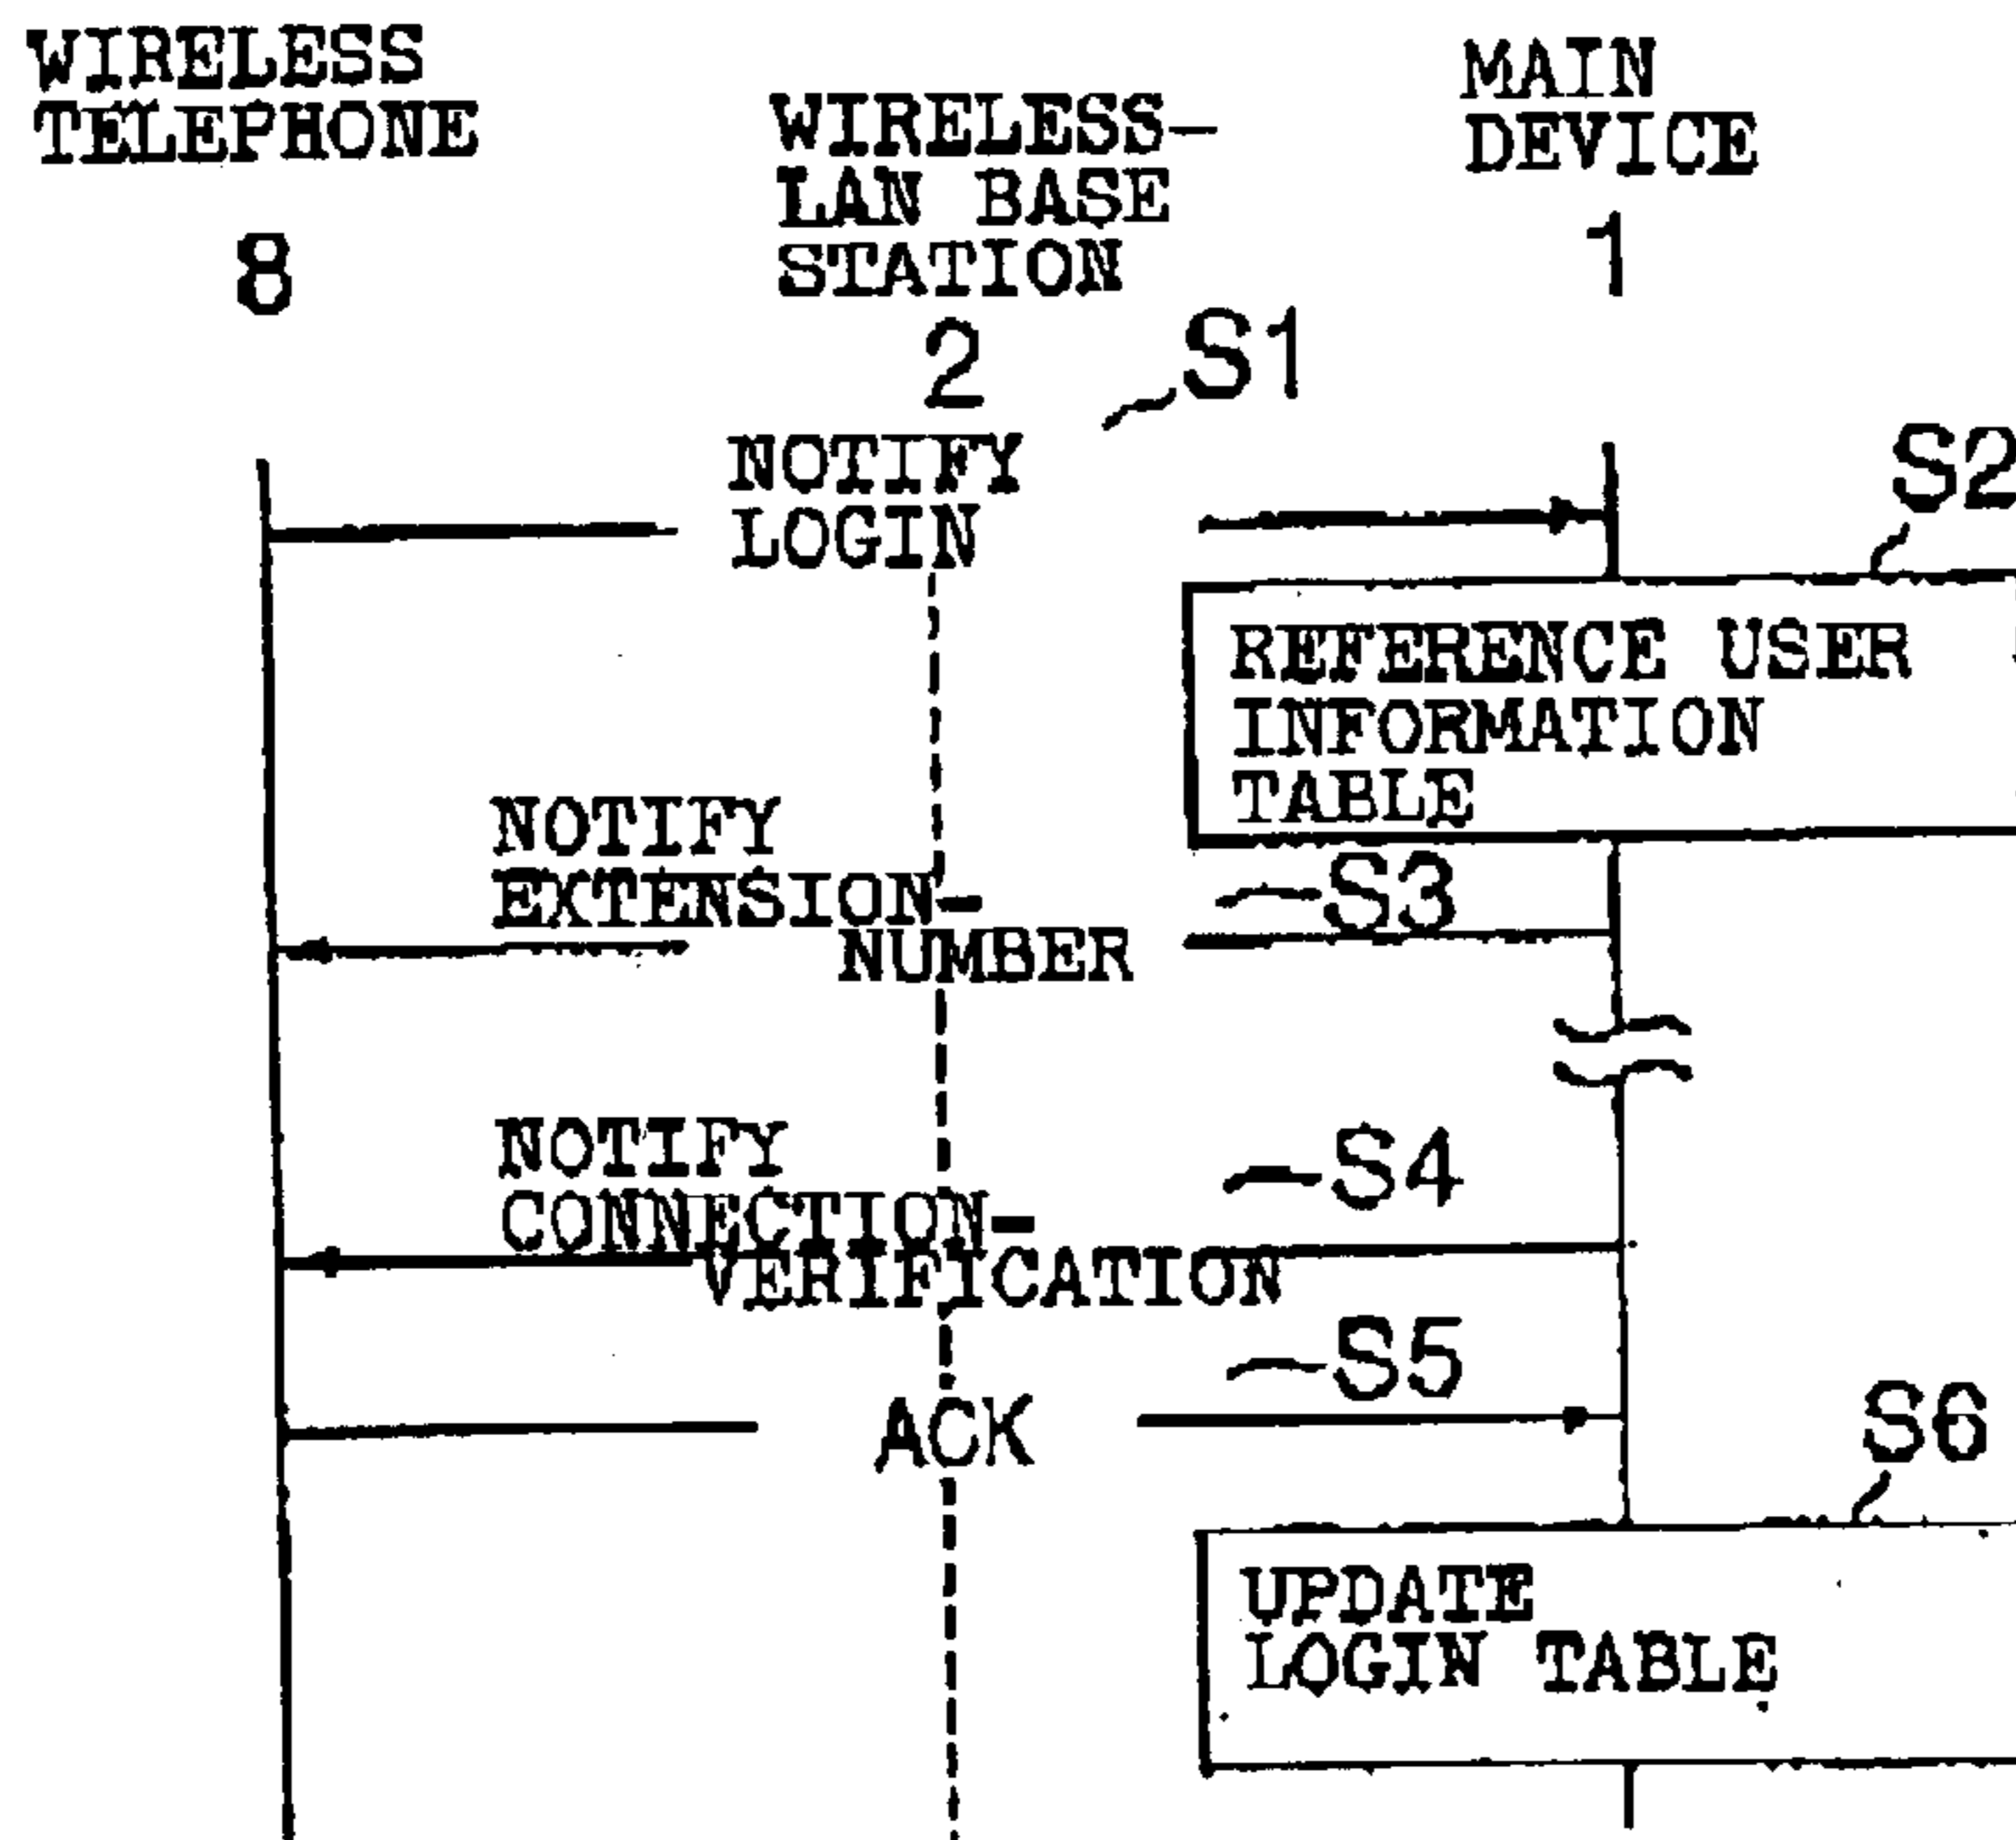 WIRELESS
TELEPHONE
8
WIRELESS-
LAN BASE
STATION
2
MAIN
DEVICE
1
S1
NOTIFY
LOGIN
S2
REFERENCE USER
INFORMATION
TABLE
NOTIFY
EXTENSION-
NUMBER
S3
NOTIFY
CONNECTION-
VERIFICATION
S4
S5
ACK
S6
UPDATE
LOGIN TABLE